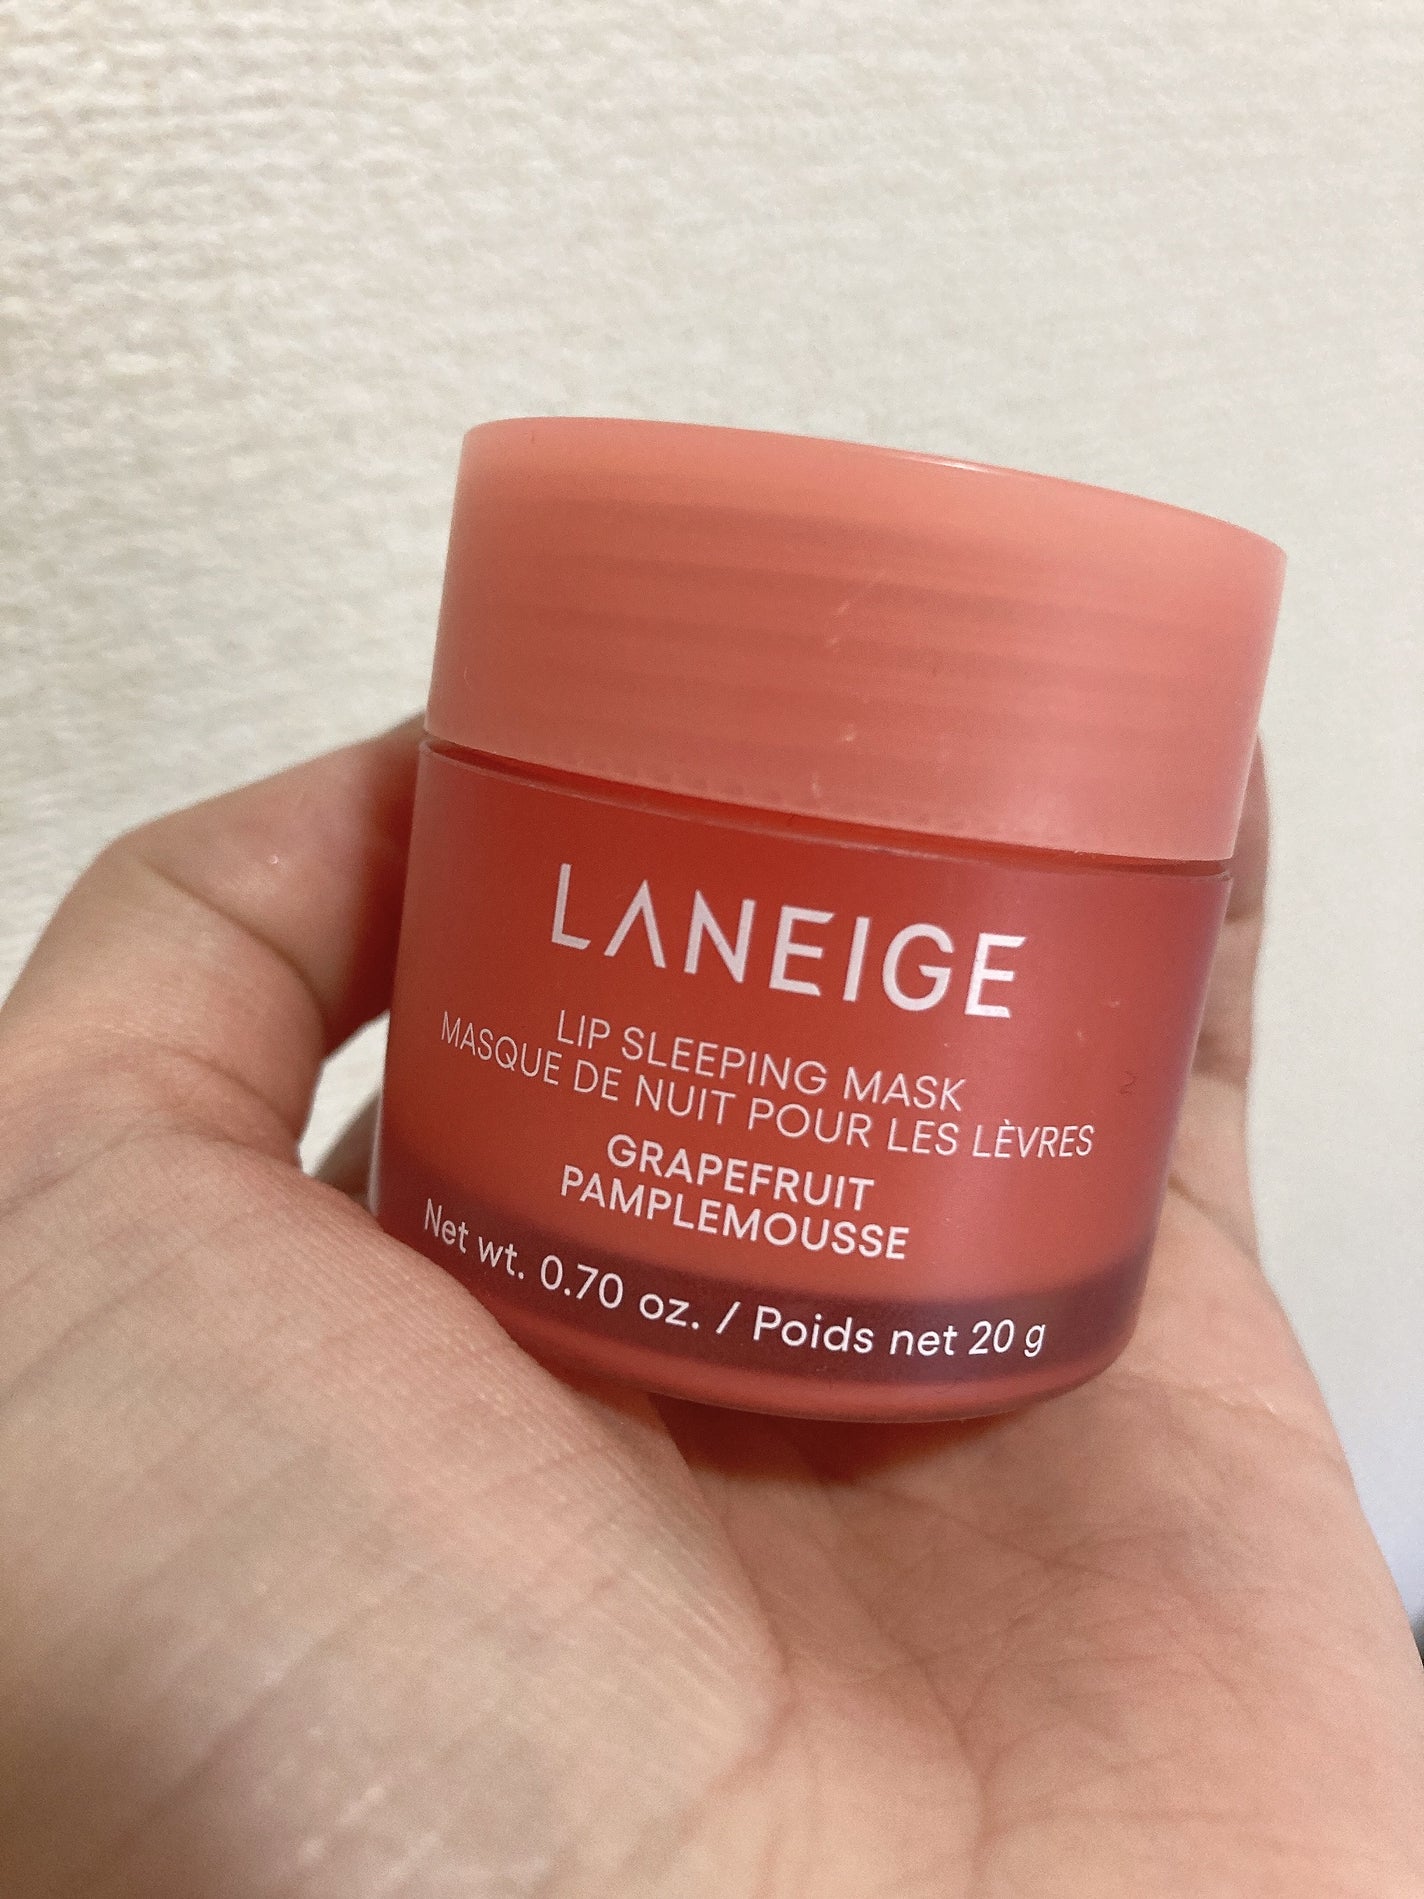 LANEIGE
LIP SLEEPING MASK
MASQUE DE NUIT POUR LES LÈVRES
GRAPEFRUIT
PAMPLEMOUSSE
Net wt. 0.70 oz. / Poids net 20 g